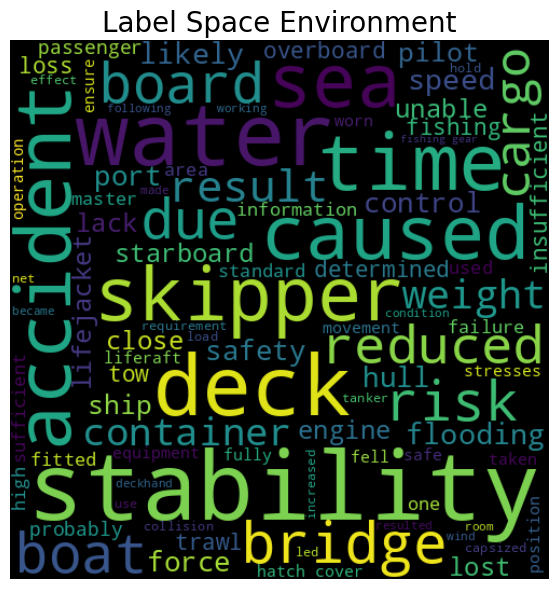 Label Space Environment
passenger likely overboard pilot
loss ensure board sea speed hold cargo
effect following working worn unable
accident water time fishing
operation fishing gear
port area result control insufficient
master made due information caused
lack starboard standard determined used
net lifejacket skipper weight
became requirement condition
close load movement failure
liferaft safety reduced
tow deck hull stresses
ship tanker risk
sufficient container engine flooding
fitted equipment fully fell safe taken
high stability increased one
use deckhand
probably collision resulted room position
boat trawl bridge wind capsized
force led lost
hatch cover